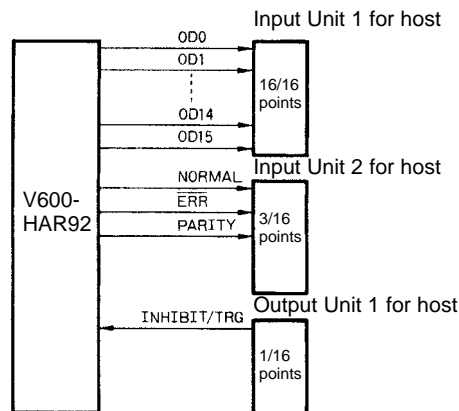 Input Unit 1 for host
OD0
OD1
16/16
points
OD14
OD15
Input Unit 2 for host
NORMAL
V600-
HAR92
ERR
3/16
points
PARITY
Output Unit 1 for host
INHIBIT/TRG
1/16
points